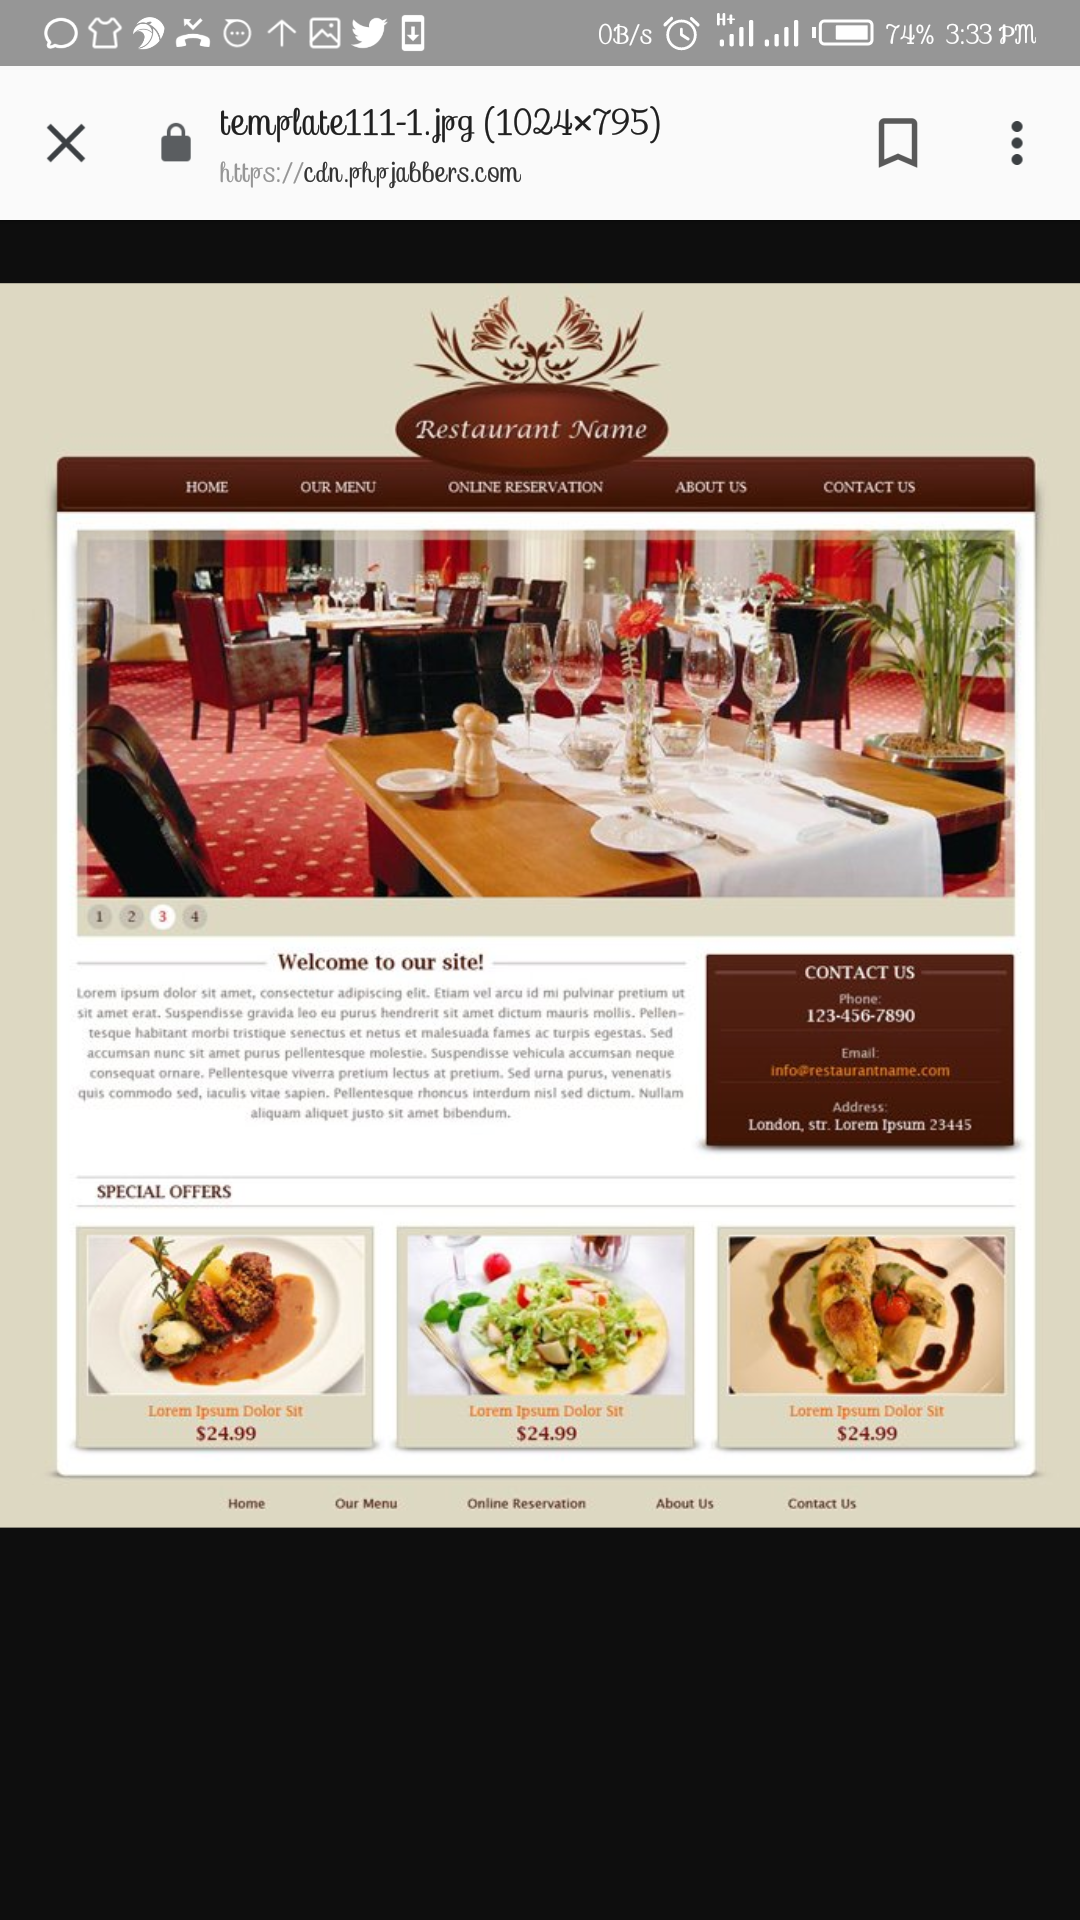 0B/s H+ 74% 3:33 PM
template111-1.jpg (1024×795)
https://cdn.phpjabbers.com
Restaurant Name
HOME OUR MENU ONLINE RESERVATION ABOUT US CONTACT US
1 2 3 4
Welcome to our site!
Lorem ipsum dolor sit amet, consectetur adipiscing elit. Etiam vel arcu id mi pulvinar pretium ut
sit amet erat. Suspendisse gravida leo eu purus hendrerit sit amet dictum mauris mollis. Pellen-
tesque habitant morbi tristique senectus et netus et malesuada fames ac turpis egestas. Sed
accumsan nunc sit amet purus pellentesque molestie. Suspendisse vehicula accumsan neque
consequat ornare. Pellentesque viverra pretium lectus at pretium. Sed urna purus, venenatis
quis commodo sed, iaculis vitae sapien. Pellentesque rhoncus interdum nisl sed dictum. Nullam
aliquam aliquet justo sit amet bibendum.
CONTACT US
Phone:
123-456-7890
Email:
info@restaurantname.com
Address:
London, str. Lorem Ipsum 23445
SPECIAL OFFERS
Lorem Ipsum Dolor Sit
$24.99
Lorem Ipsum Dolor Sit
$24.99
Lorem Ipsum Dolor Sit
$24.99
Home Our Menu Online Reservation About Us Contact Us